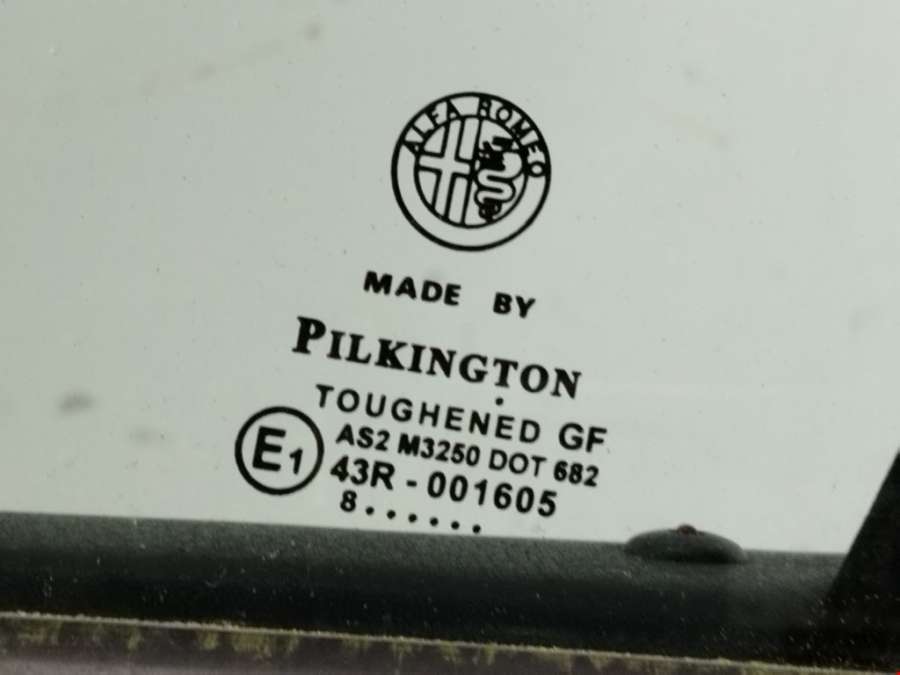 ALFA ROMEO
MADE BY
PILKINGTON
TOUGHENED GF
AS2 M3250 DOT 682
E1
43R - 001605
8......